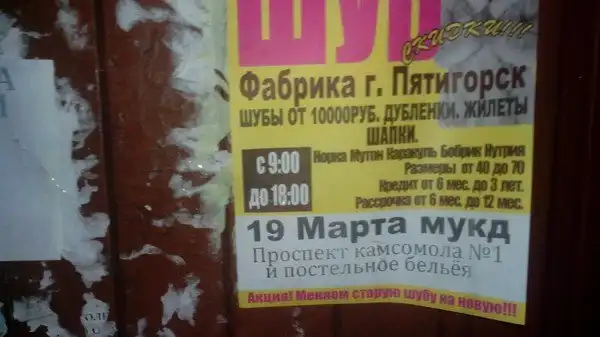 ШУБ
СКИДКИ!!!
Фабрика г. Пятигорск
ШУБЫ ОТ 10000РУБ. ДУБЛЕНКИ. ЖИЛЕТЫ
ШАПКИ.
с 9:00
до 18:00
Норка Мутон Каракуль Бобрик Нутрия
Размеры от 40 до 70
Кредит от 6 мес. до 3 лет.
Рассрочка от 6 мес. до 12 мес.
19 Марта мукд
Проспект камсомола №1
и постельное бельёя
Акция! Меняем старую шубу на новую!!!